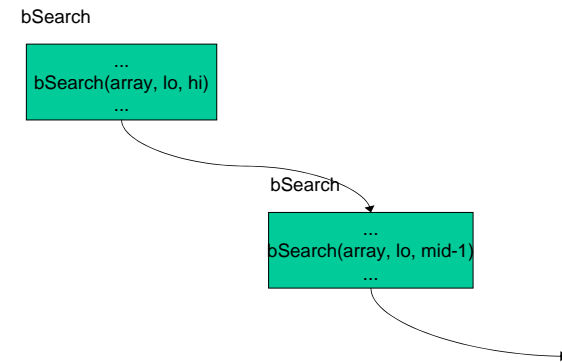 bSearch
...
bSearch(array, lo, hi)
...
bSearch
...
bSearch(array, lo, mid-1)
...